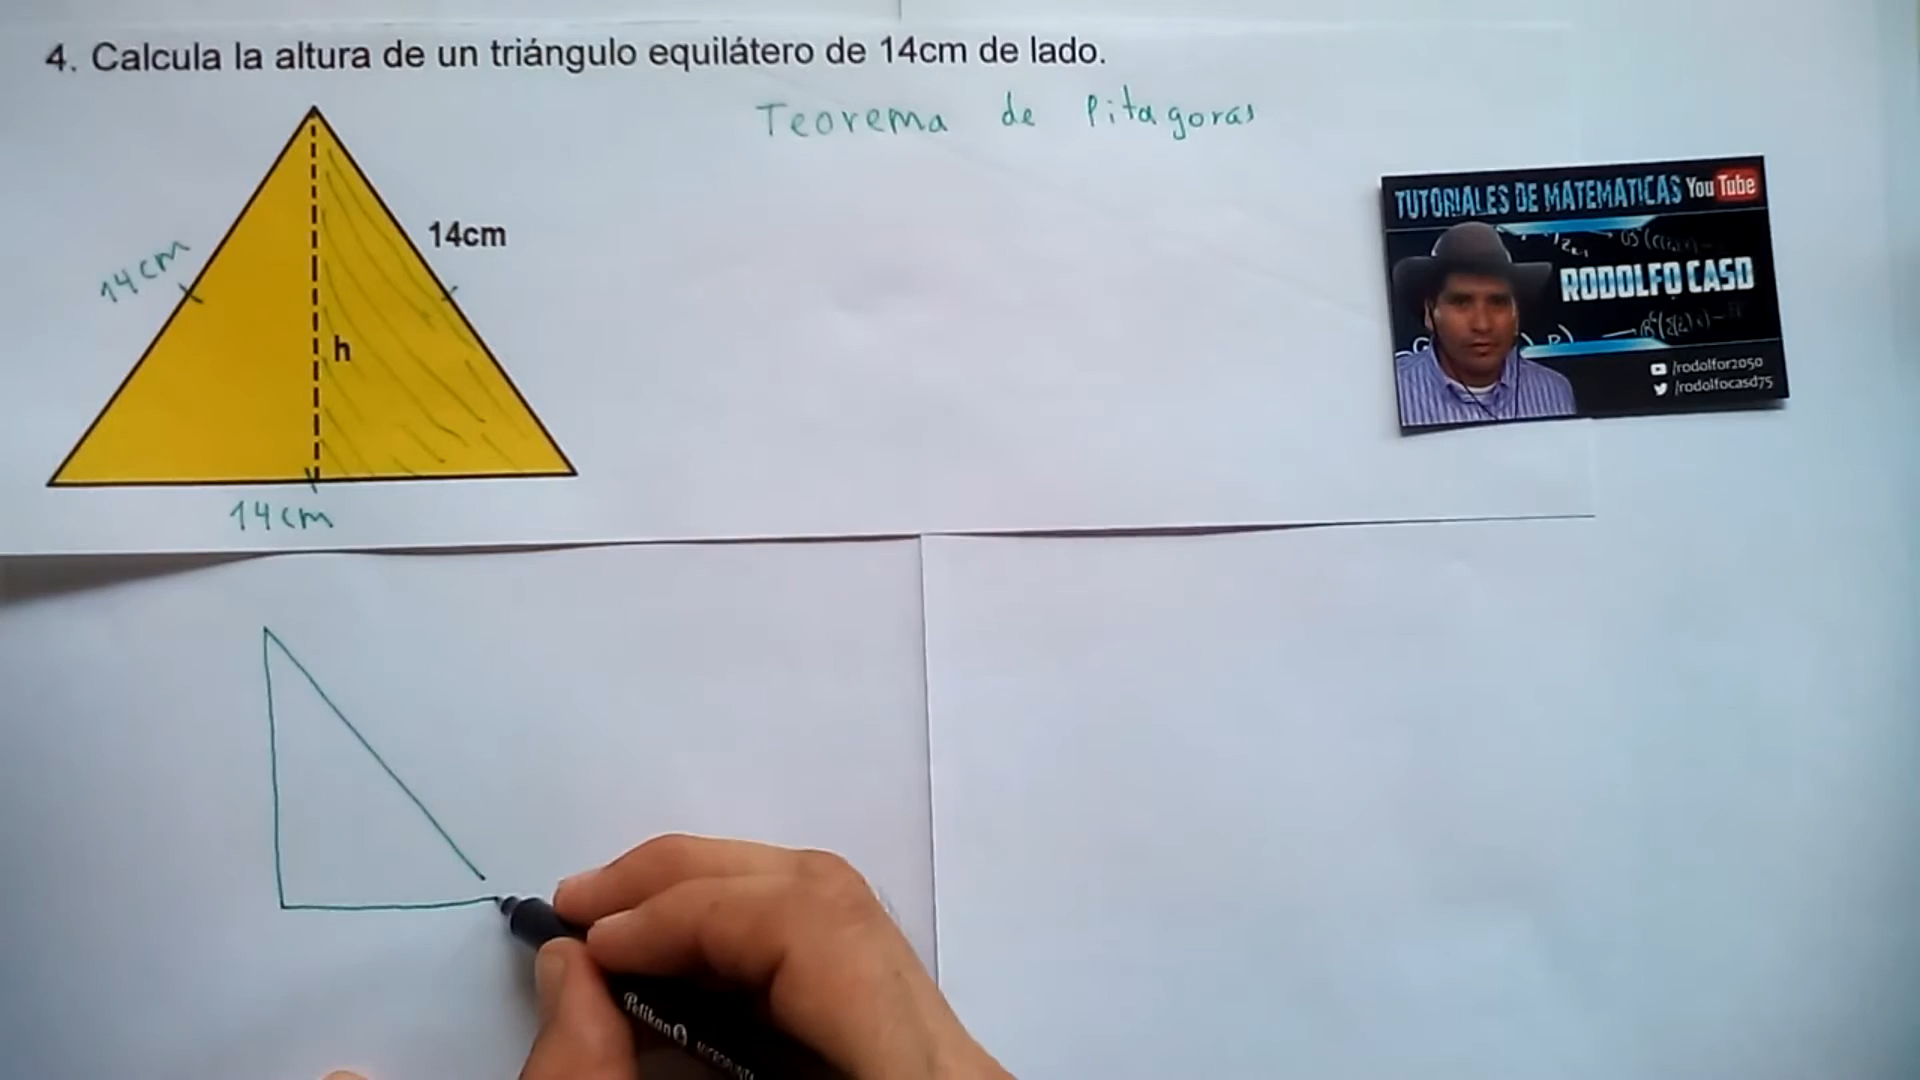 4. Calcula la altura de un triángulo equilátero de 14cm de lado.
Teorema de Pitagoras
14cm
14cm
h
14cm
TUTORIALES DE MATEMATICAS YouTube
RODOLFO CASD
/rodolfor2050
/rodolfocasd75
Pelikan